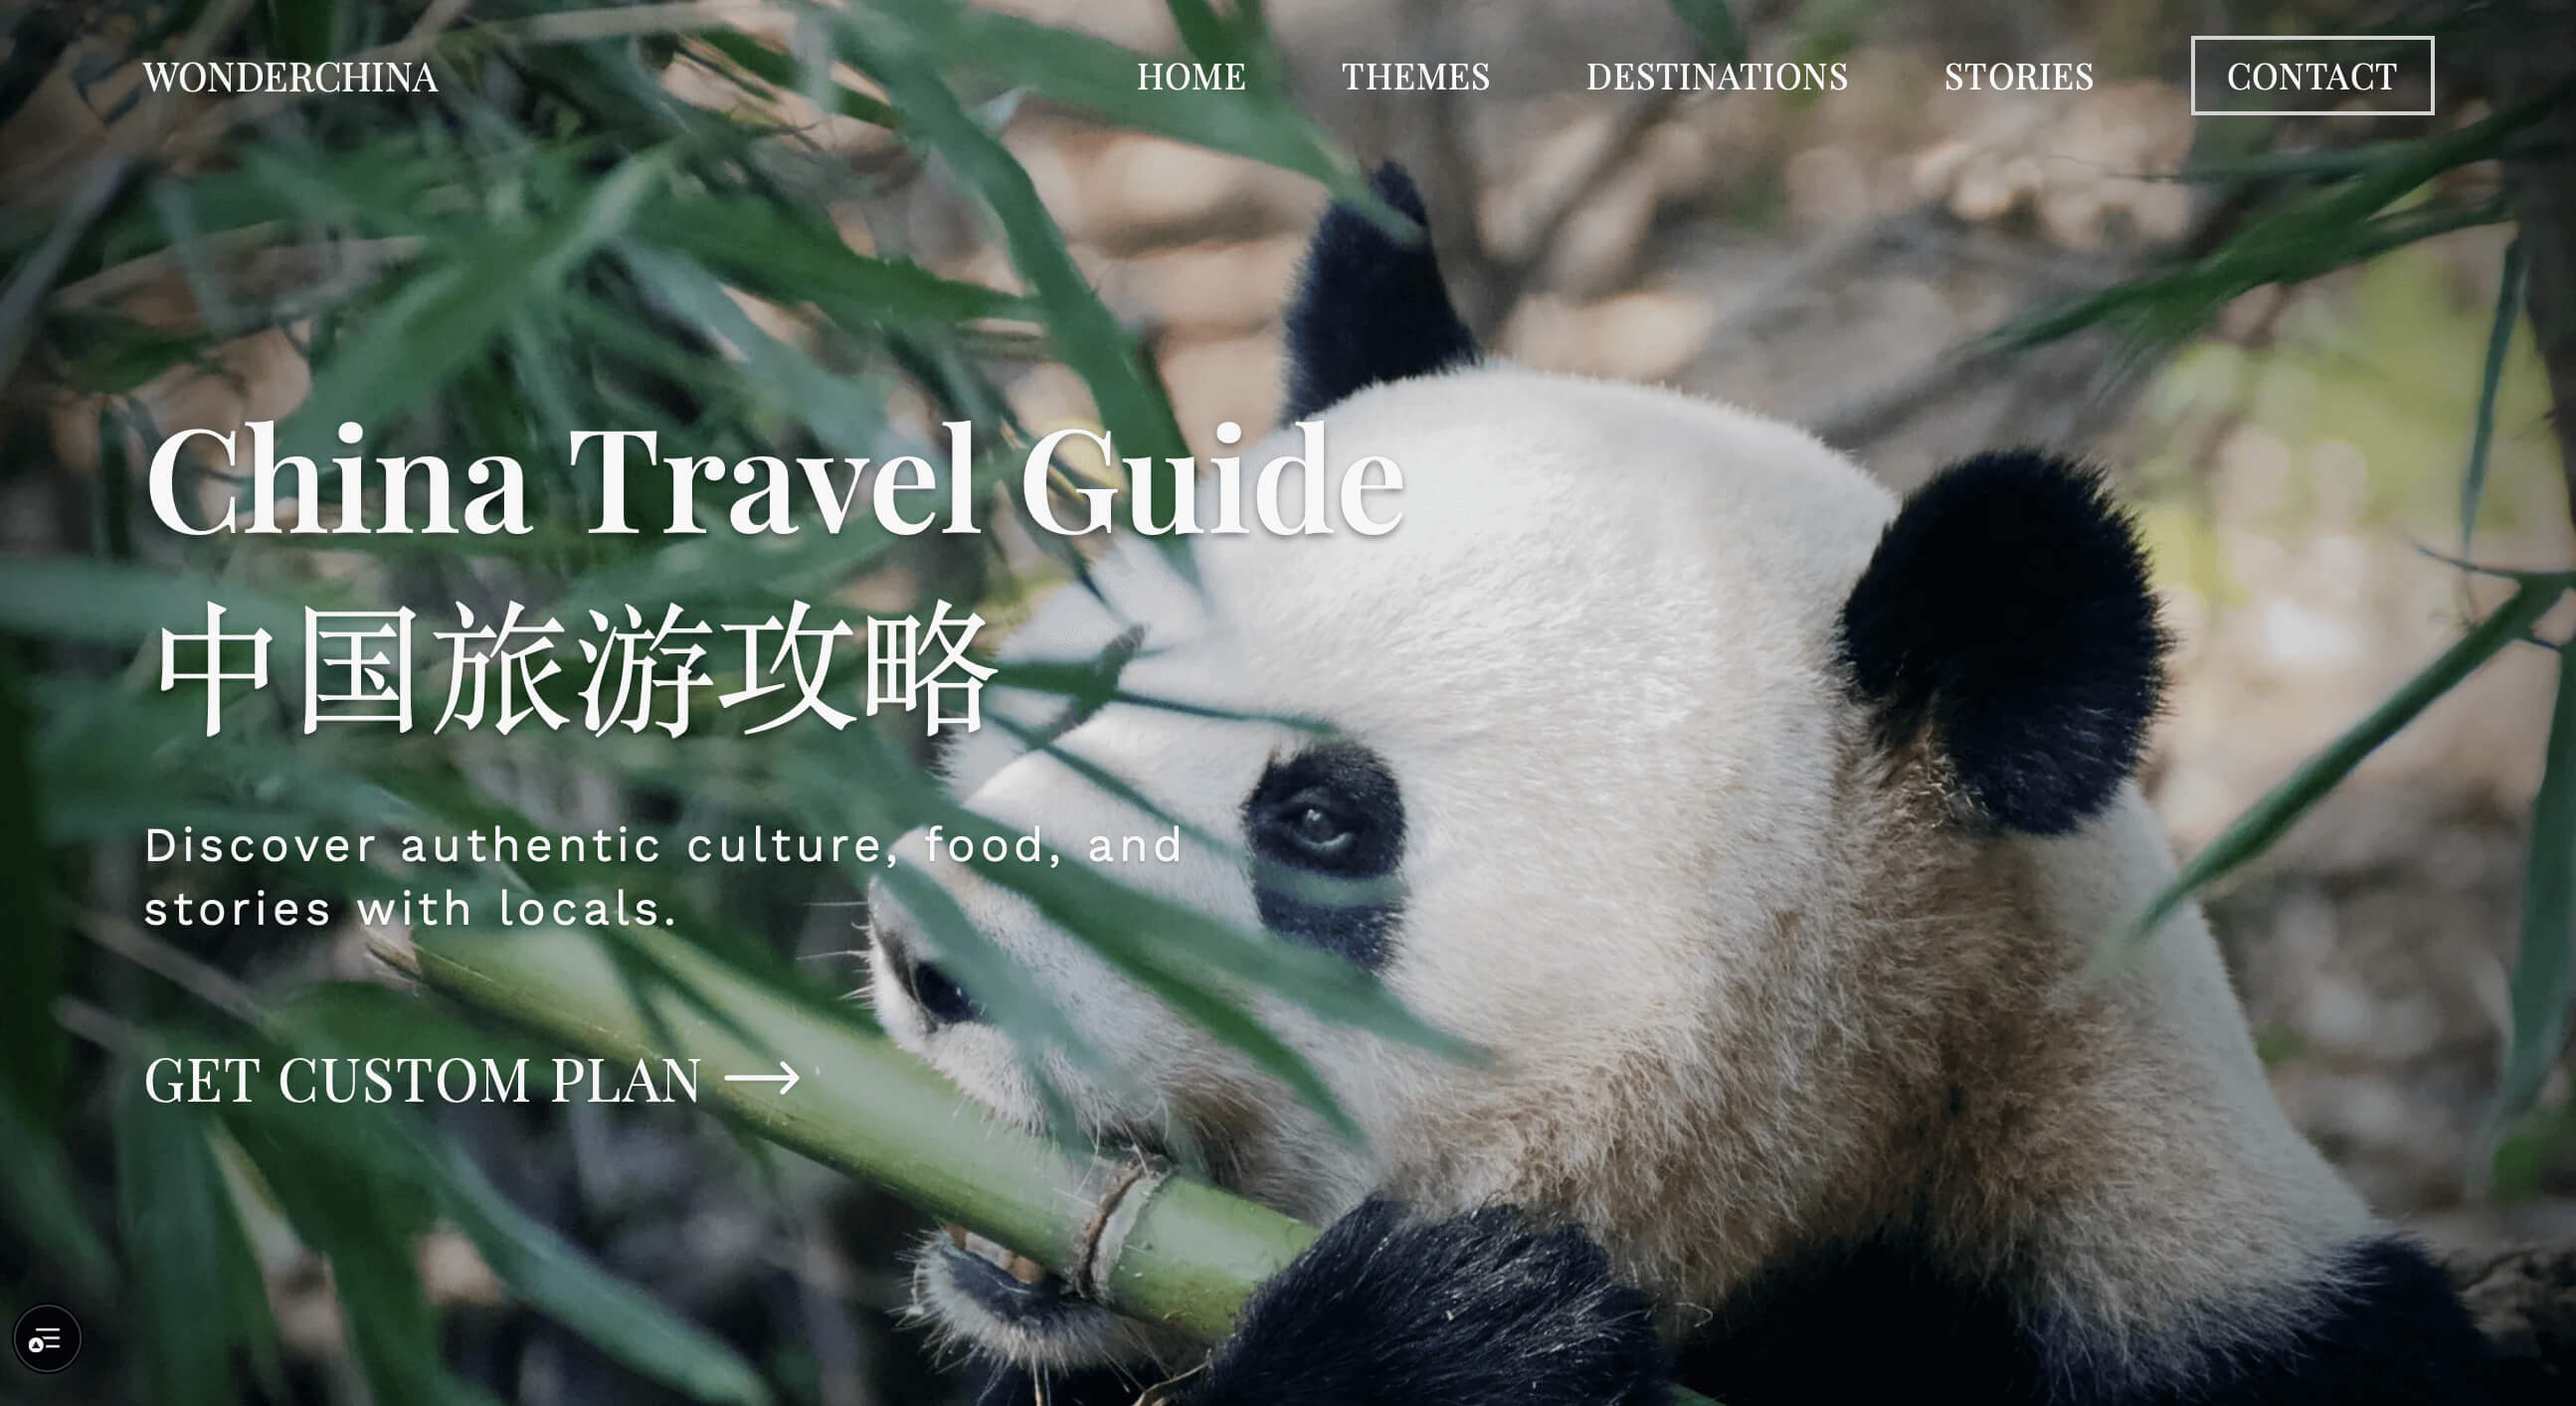 WONDERCHINA
HOME THEMES DESTINATIONS STORIES CONTACT
China Travel Guide
中国旅游攻略
Discover authentic culture, food, and
stories with locals.
GET CUSTOM PLAN →